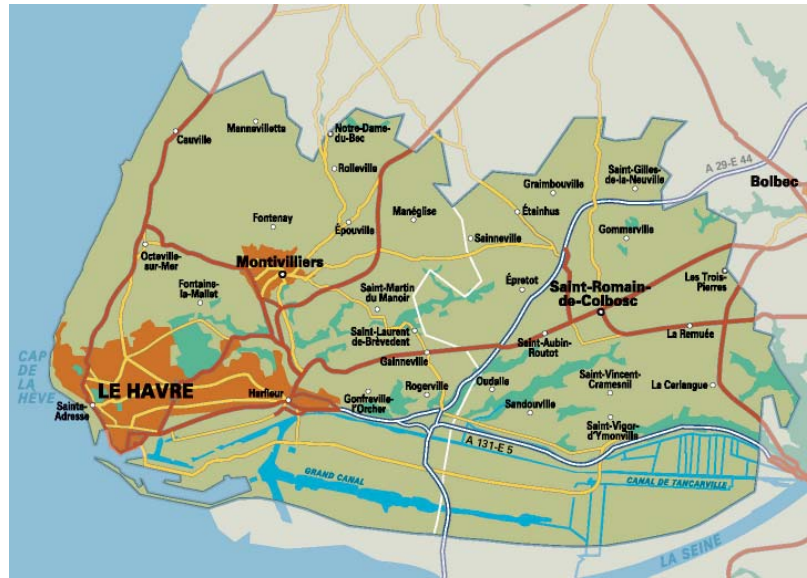 Mannevillette
Cauville
Notre-Dame-
du-Bec
Rolleville
A 29-E 44
Bolbec
Saint-Gilles-
de-la-Neuville
Graimbouville
Fontenay
Épouville
Manéglise
Étainhus
Sainneville
Gommerville
Octeville-
sur-Mer
Montivilliers
Fontaine-
la-Mallet
Saint-Martin
du Manoir
Épretot
Saint-Romain-
de-Colbosc
Les Trois-
Pierres
Saint-Laurent
de-Brèvedent
Saint-Aubin-
Routot
La Remuée
CAP
DE
LA
HÈVE
Gainneville
LE HAVRE
Sainte-
Adresse
Harfleur
Gonfreville-
l'Orcher
Rogerville
Oudalle
Sandouville
Saint-Vincent-
Cramesnil
La Cerlangue
Saint-Vigor-
d'Ymonville
A 131-E 5
GRAND CANAL
CANAL DE TANCARVILLE
LA SEINE